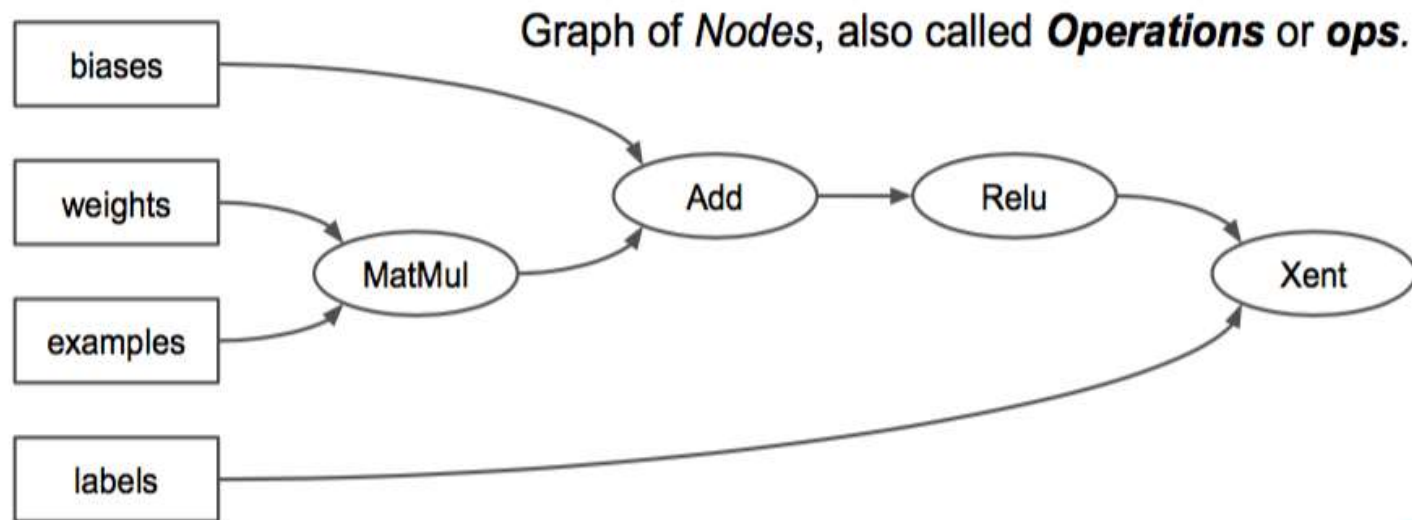 Graph of Nodes, also called Operations or ops.
biases
weights
examples
labels
MatMul
Add
Relu
Xent